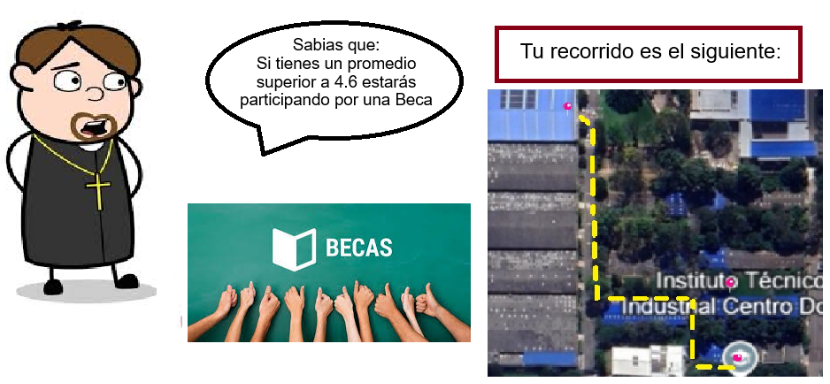 Sabias que:
Si tienes un promedio
superior a 4.6 estarás
participando por una Beca
BECAS
Tu recorrido es el siguiente:
Instituto Técnico
Industrial Centro Do